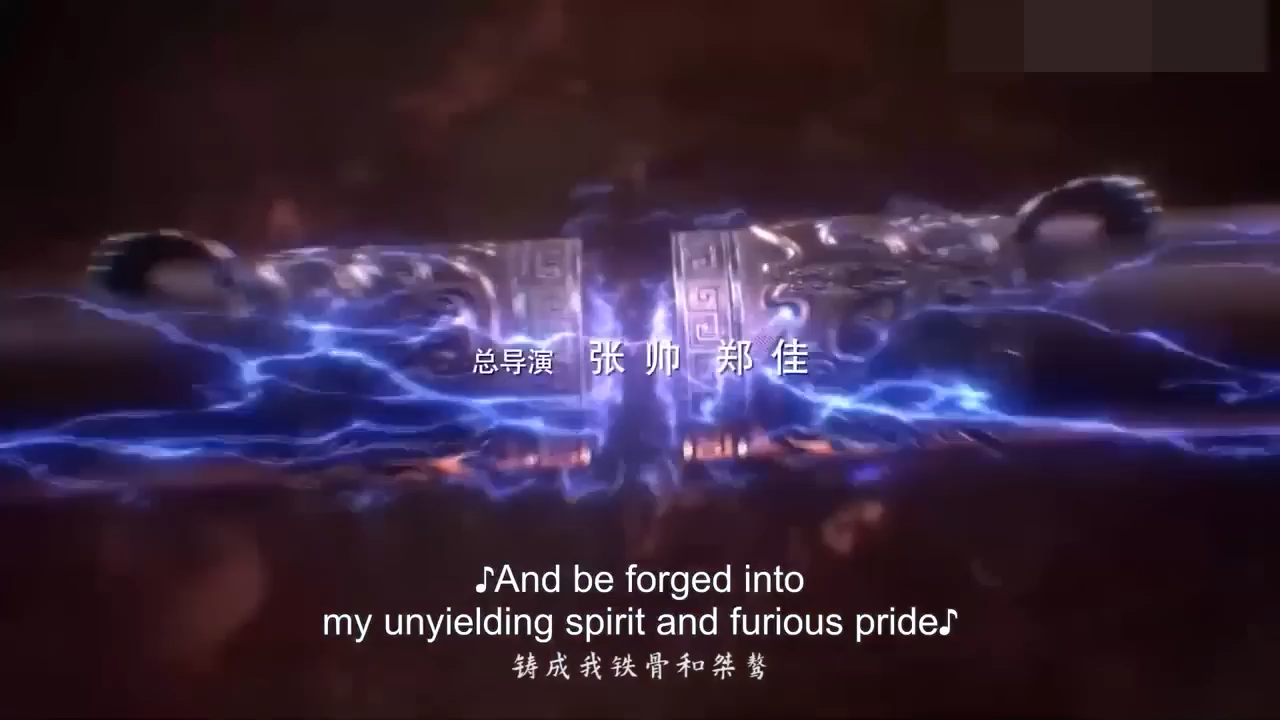 总导演 张帅 郑佳
♪And be forged into
my unyielding spirit and furious pride♪
铸成我铁骨和桀骜